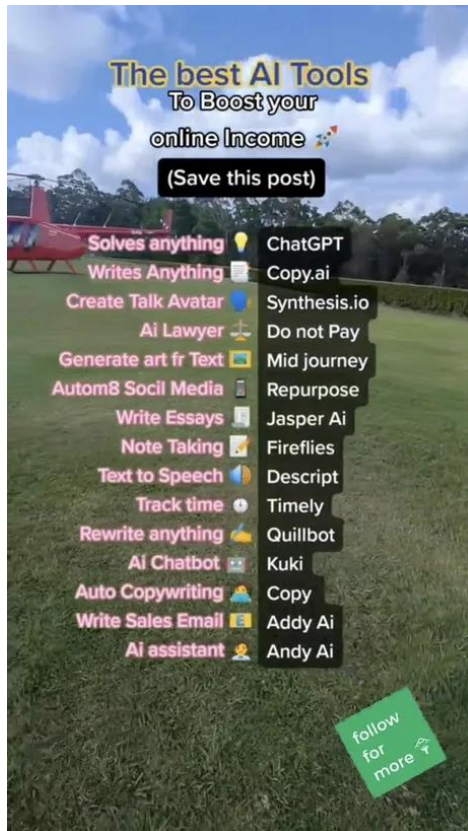 The best AI Tools
To Boost your
online Income 🚀
(Save this post)
Solves anything 💡 ChatGPT
Writes Anything 📃 Copy.ai
Create Talk Avatar 🗣️ Synthesis.io
Ai Lawyer ⚖️ Do not Pay
Generate art fr Text 🖼️ Mid journey
Autom8 Socil Media 📱 Repurpose
Write Essays 📃 Jasper Ai
Note Taking 📝 Fireflies
Text to Speech 🔊 Descript
Track time ⏱️ Timely
Rewrite anything ✍️ Quillbot
Ai Chatbot 🤖 Kuki
Auto Copywriting 🧑‍💻 Copy
Write Sales Email 📧 Addy Ai
Ai assistant 🧑‍💼 Andy Ai
follow
for
more